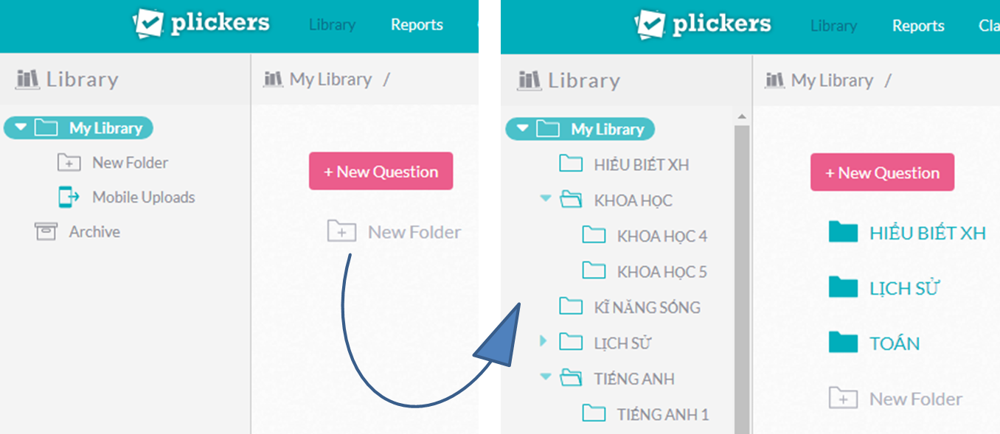 plickers Library Reports
Library
My Library /
My Library
New Folder
Mobile Uploads
Archive
+ New Question
New Folder
plickers Library Reports Cla
Library
My Library /
My Library
HIỂU BIẾT XH
KHOA HỌC
KHOA HỌC 4
KHOA HỌC 5
KĨ NĂNG SỐNG
LỊCH SỬ
TIẾNG ANH
TIẾNG ANH 1
+ New Question
HIỂU BIẾT XH
LỊCH SỬ
TOÁN
New Folder